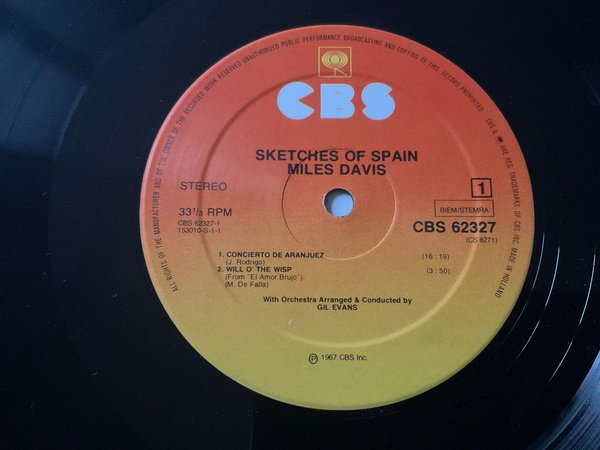 ALL RIGHTS OF THE MANUFACTURER AND OF THE OWNER OF THE RECORDED WORK RESERVED UNAUTHORIZED PUBLIC PERFORMANCE BROADCASTING AND COPYING OF THIS RECORD PROHIBITED. CBS & ARE REG. TRADEMARKS OF CBS INC. MADE IN HOLLAND
CBS
SKETCHES OF SPAIN
MILES DAVIS
STEREO
1
33⅓ RPM
BIEM/STEMRA
CBS 62327-1
CBS 62327
153010-S-1-1
(CS 8271)
1. CONCIERTO DE ARANJUEZ (16:19)
(J. Rodrigo)
2. WILL O' THE WISP (3:50)
(From "El Amor Brujo")
(M. De Falla)
With Orchestra Arranged & Conducted by
GIL EVANS
℗ 1967 CBS Inc.